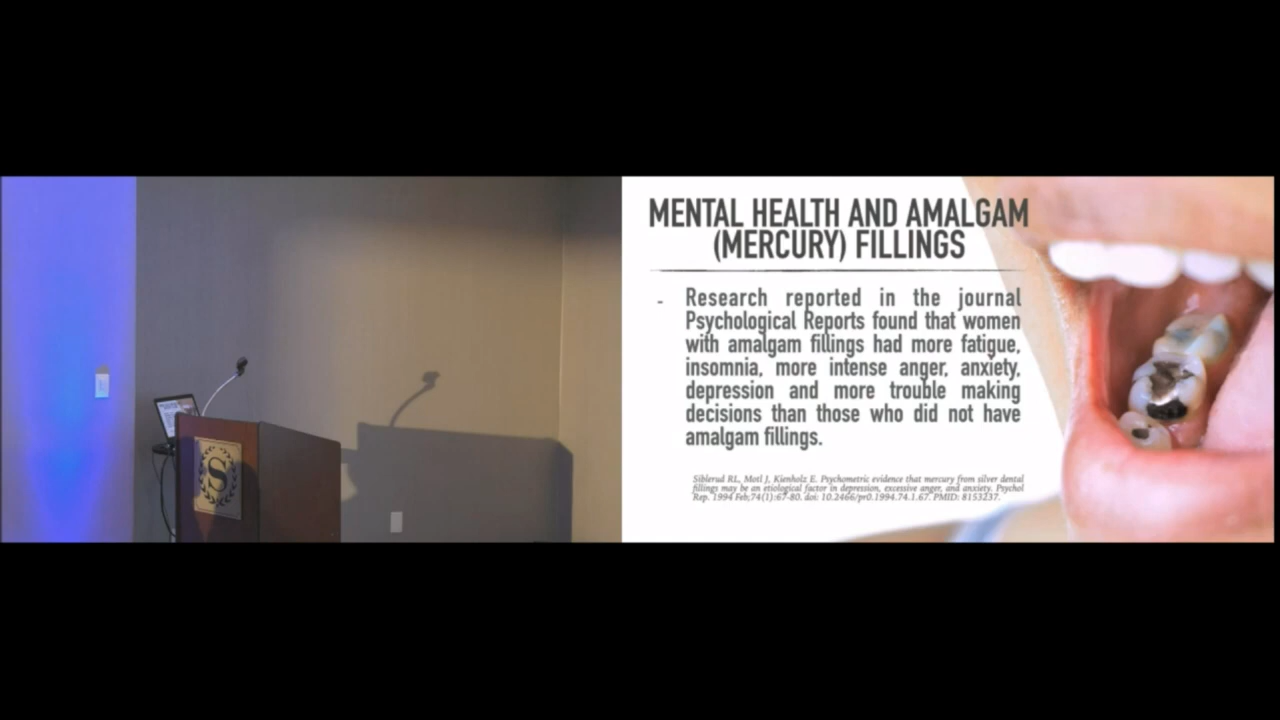 S
MENTAL HEALTH AND AMALGAM
(MERCURY) FILLINGS
- Research reported in the journal
Psychological Reports found that women
with amalgam fillings had more fatigue,
insomnia, more intense anger, anxiety,
depression and more trouble making
decisions than those who did not have
amalgam fillings.
Siblerud RL, Motl J, Kienholz E. Psychometric evidence that mercury from silver dental
fillings may be an etiological factor in depression, excessive anger, and anxiety. Psychol
Rep. 1994 Feb;74(1):67-80. doi: 10.2466/pr0.1994.74.1.67. PMID: 8153237.